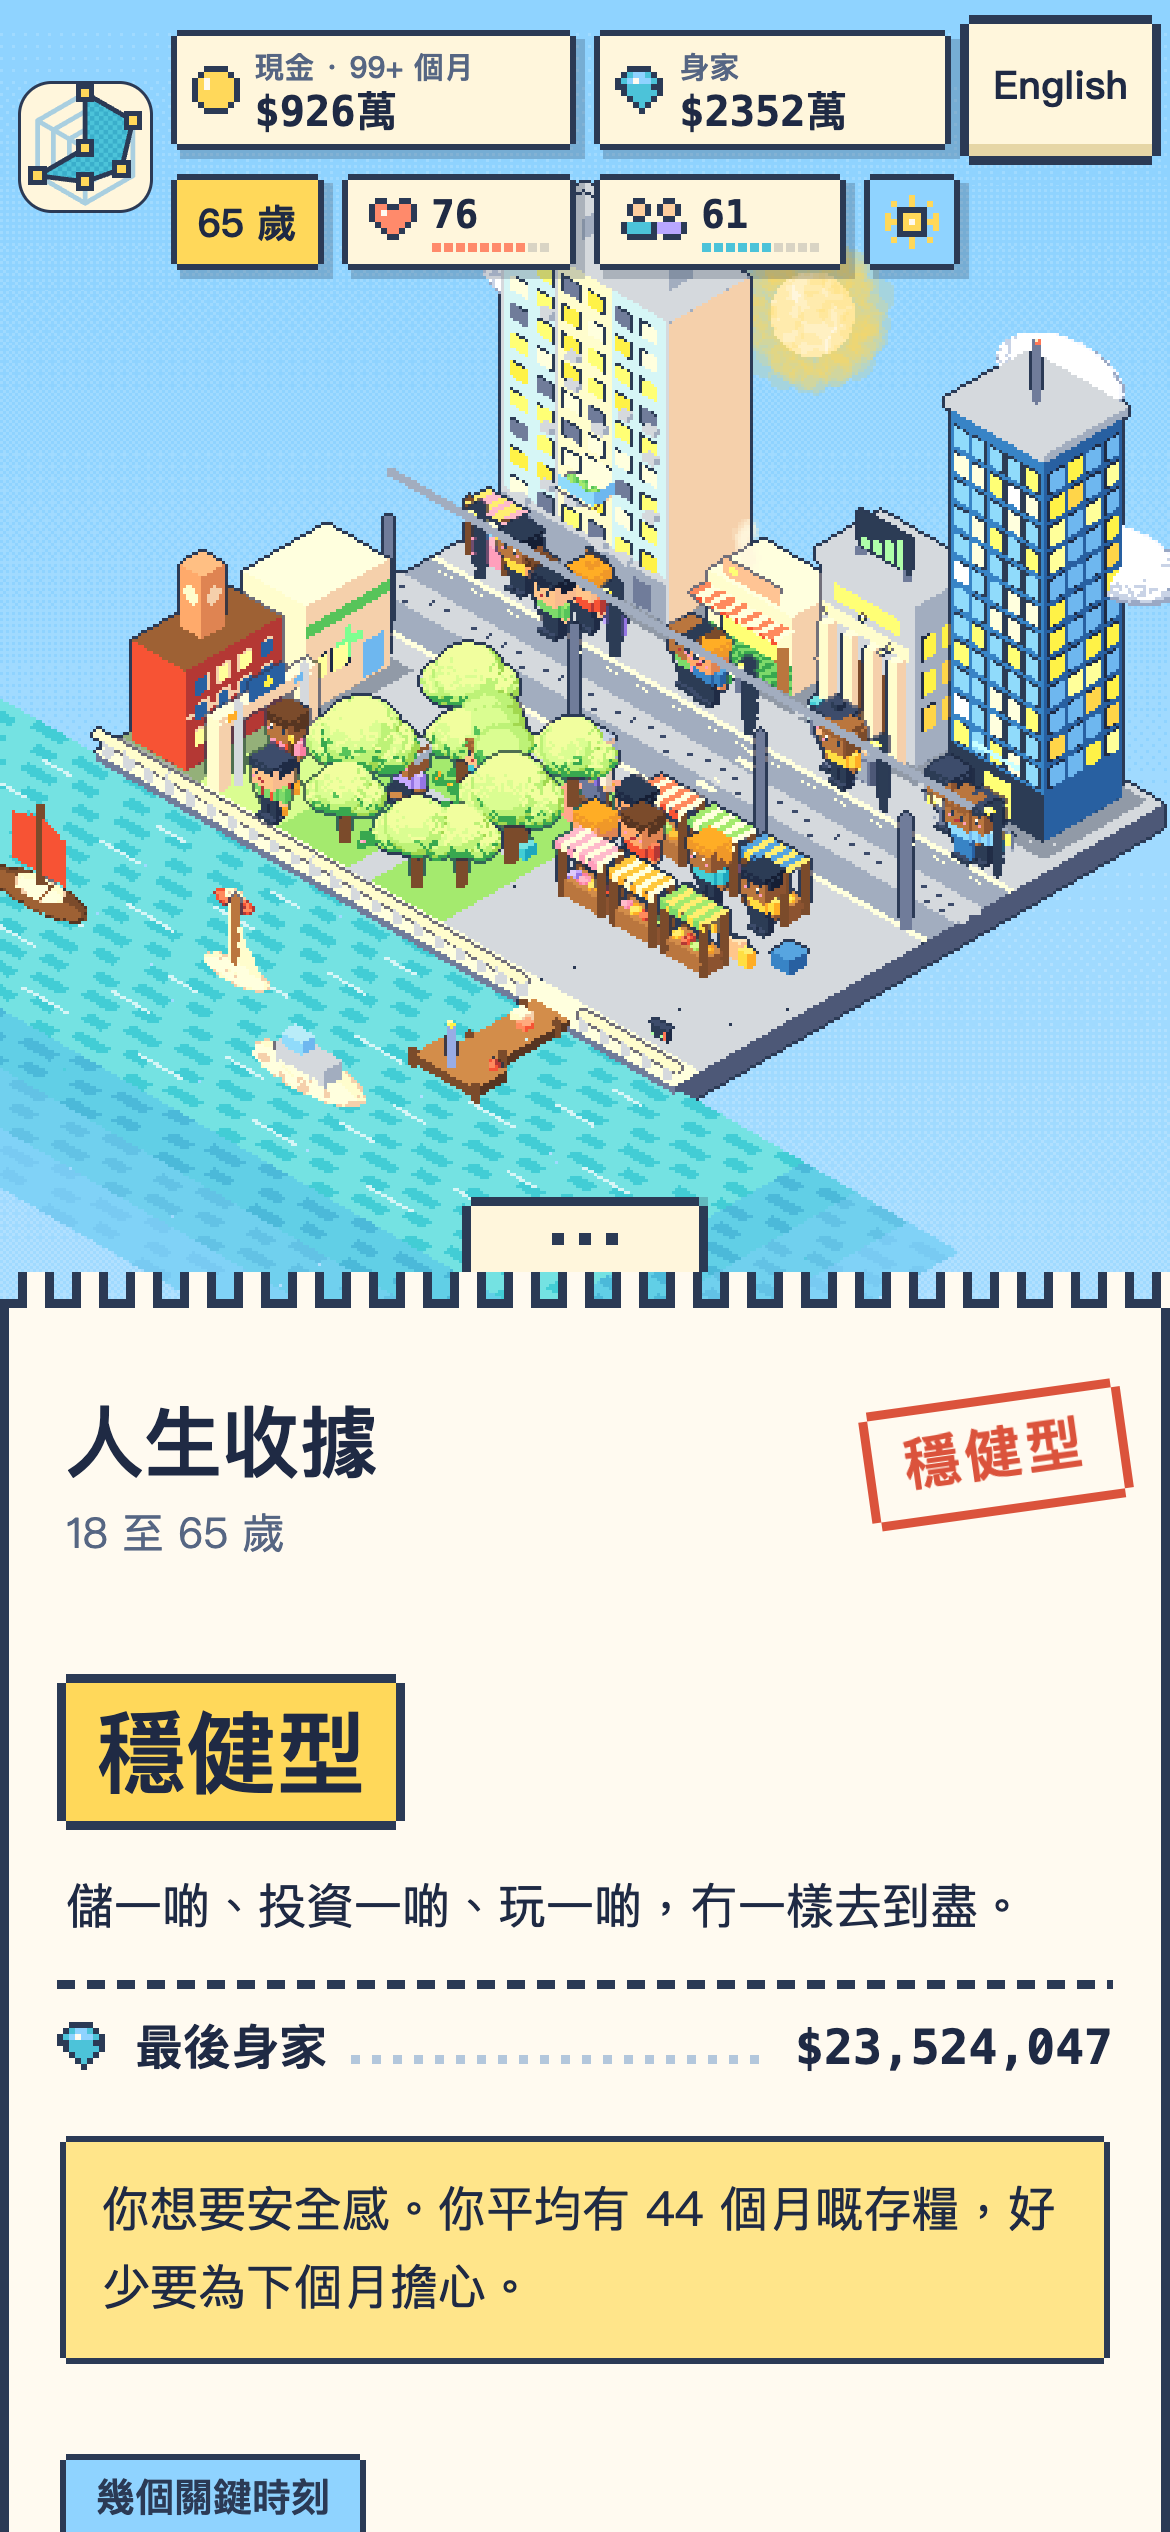 現金 · 99+ 個月
$926萬
身家
$2352萬
English
65 歲
76
61
人生收據
穩健型
18 至 65 歲
穩健型
儲一啲、投資一啲、玩一啲，冇一樣去到盡。
最後身家
$23,524,047
你想要安全感。你平均有 44 個月嘅存糧，好
少要為下個月擔心。
幾個關鍵時刻